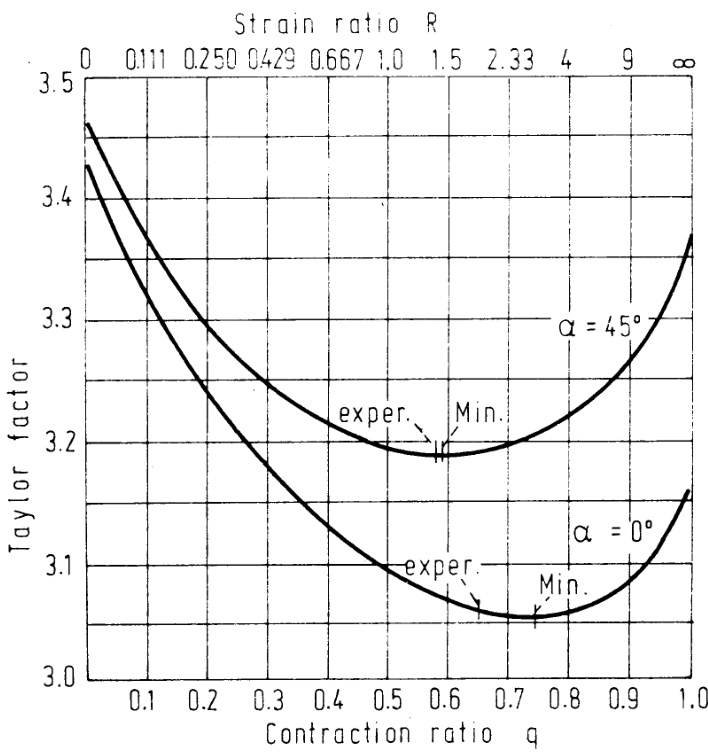 Strain ratio R
0 0.111 0.250 0.429 0.667 1.0 1.5 2.33 4 9 ∞
3.5
3.4
3.3
α = 45°
exper. Min.
3.2
α = 0°
exper.
Min.
3.1
3.0
Taylor factor
0.1 0.2 0.3 0.4 0.5 0.6 0.7 0.8 0.9 1.0
Contraction ratio q